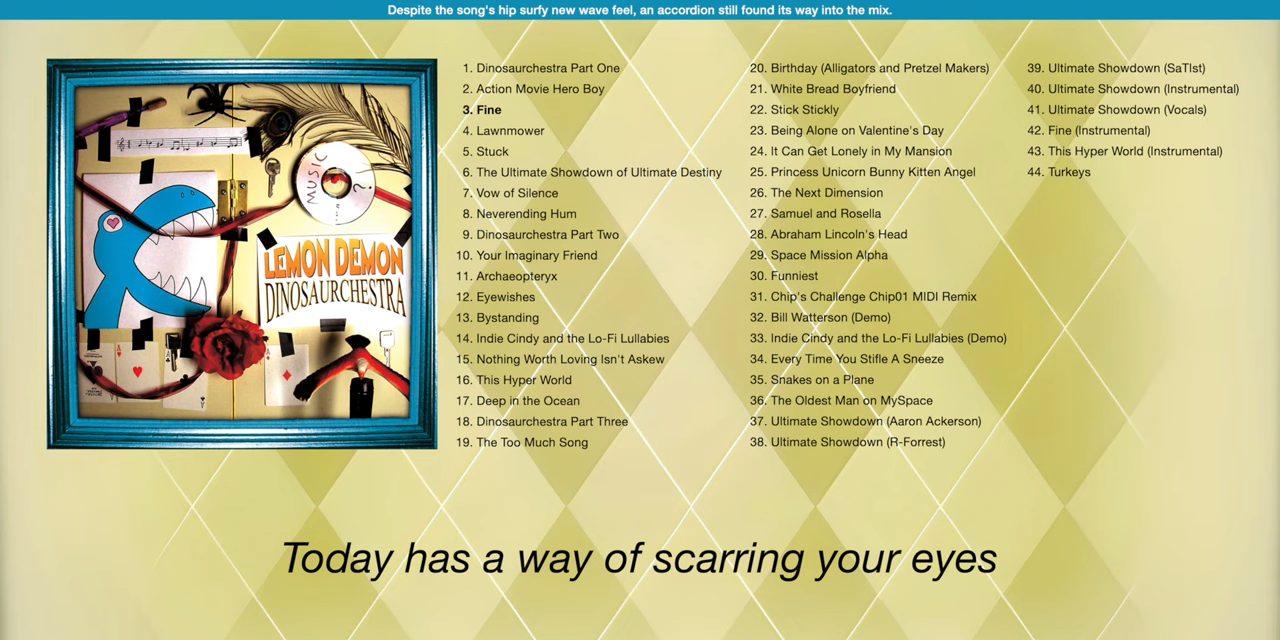 Despite the song's hip surfy new wave feel, an accordion still found its way into the mix.
MUSIC
LEMON DEMON
DINOSAURCHESTRA
1. Dinosaurchestra Part One
2. Action Movie Hero Boy
3. Fine
4. Lawnmower
5. Stuck
6. The Ultimate Showdown of Ultimate Destiny
7. Vow of Silence
8. Neverending Hum
9. Dinosaurchestra Part Two
10. Your Imaginary Friend
11. Archaeopteryx
12. Eyewishes
13. Bystanding
14. Indie Cindy and the Lo-Fi Lullabies
15. Nothing Worth Loving Isn't Askew
16. This Hyper World
17. Deep in the Ocean
18. Dinosaurchestra Part Three
19. The Too Much Song
20. Birthday (Alligators and Pretzel Makers)
21. White Bread Boyfriend
22. Stick Stickly
23. Being Alone on Valentine's Day
24. It Can Get Lonely in My Mansion
25. Princess Unicorn Bunny Kitten Angel
26. The Next Dimension
27. Samuel and Rosella
28. Abraham Lincoln's Head
29. Space Mission Alpha
30. Funniest
31. Chip's Challenge Chip01 MIDI Remix
32. Bill Watterson (Demo)
33. Indie Cindy and the Lo-Fi Lullabies (Demo)
34. Every Time You Stifle A Sneeze
35. Snakes on a Plane
36. The Oldest Man on MySpace
37. Ultimate Showdown (Aaron Ackerson)
38. Ultimate Showdown (R-Forrest)
39. Ultimate Showdown (SaTIst)
40. Ultimate Showdown (Instrumental)
41. Ultimate Showdown (Vocals)
42. Fine (Instrumental)
43. This Hyper World (Instrumental)
44. Turkeys
Today has a way of scarring your eyes